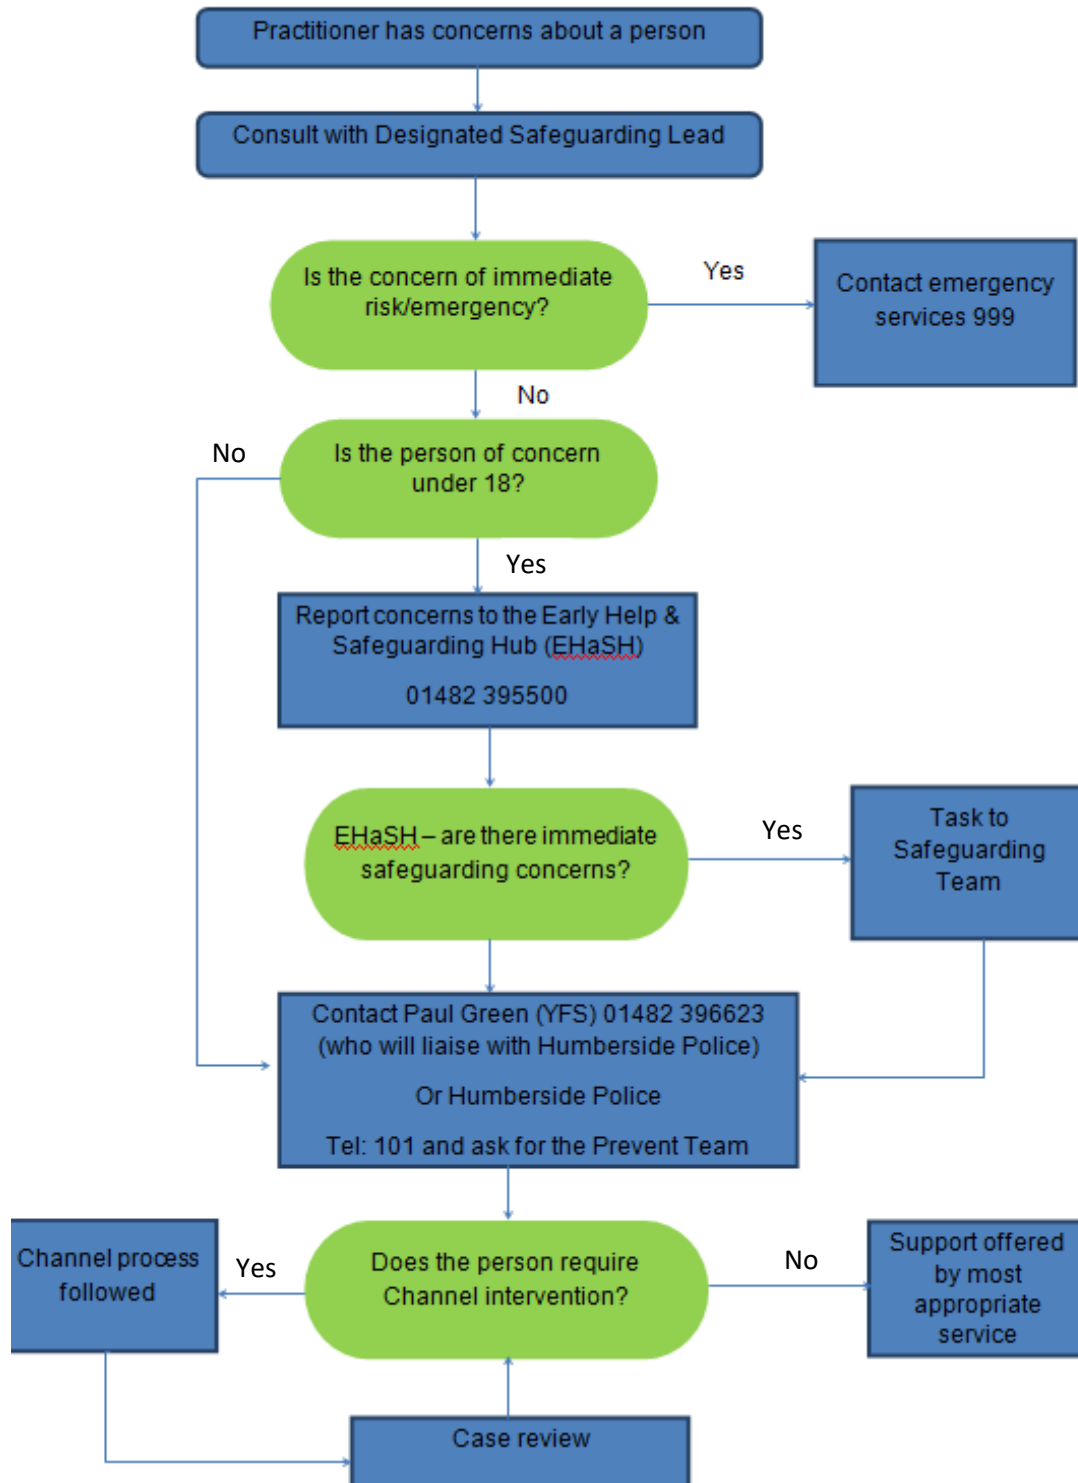 Practitioner has concerns about a person
Consult with Designated Safeguarding Lead
Is the concern of immediate
risk/emergency?
Yes
Contact emergency
services 999
No
Is the person of concern
under 18?
No
Yes
Report concerns to the Early Help &
Safeguarding Hub (EHaSH)
01482 395500
EHaSH – are there immediate
safeguarding concerns?
Yes
Task to
Safeguarding
Team
Contact Paul Green (YFS) 01482 396623
(who will liaise with Humberside Police)
Or Humberside Police
Tel: 101 and ask for the Prevent Team
Does the person require
Channel intervention?
Yes
Channel process
followed
No
Support offered
by most
appropriate
service
Case review